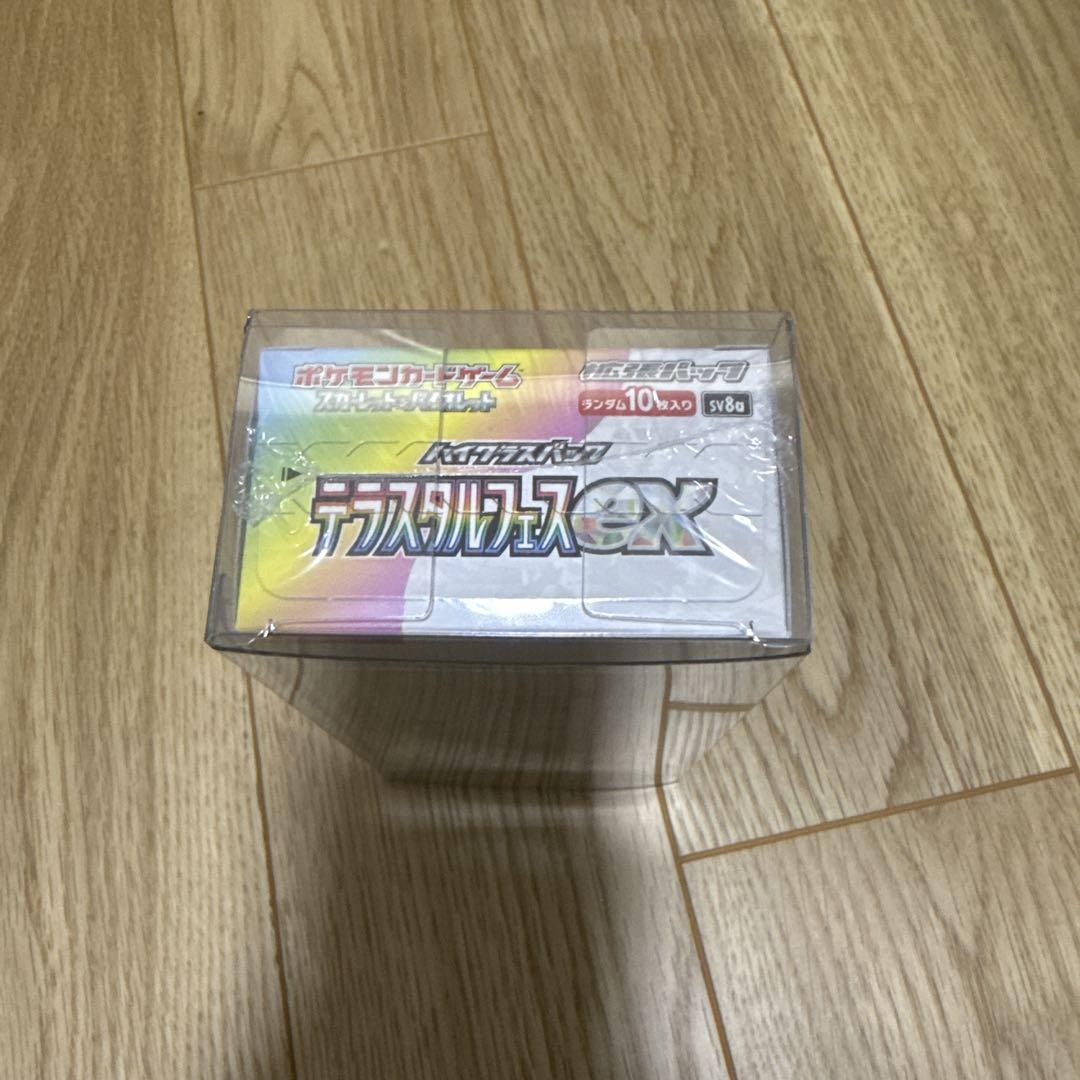 ポケモンカードゲーム
スカーレット&バイオレット
拡張パック
ランダム10枚入り
SV8a
ハイクラスパック
テラスタルフェスex